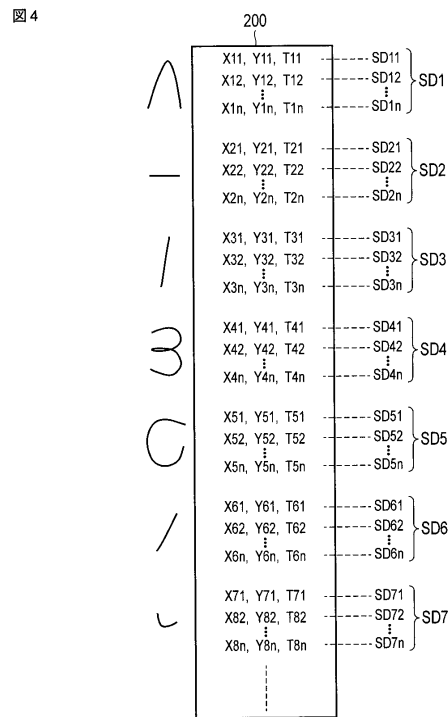 図4
200
X11, Y11, T11 SD11
X12, Y12, T12 SD12 SD1
X1n, Y1n, T1n SD1n
X21, Y21, T21 SD21
X22, Y22, T22 SD22 SD2
X2n, Y2n, T2n SD2n
X31, Y31, T31 SD31
X32, Y32, T32 SD32 SD3
X3n, Y3n, T3n SD3n
X41, Y41, T41 SD41
X42, Y42, T42 SD42 SD4
X4n, Y4n, T4n SD4n
X51, Y51, T51 SD51
X52, Y52, T52 SD52 SD5
X5n, Y5n, T5n SD5n
X61, Y61, T61 SD61
X62, Y62, T62 SD62 SD6
X6n, Y6n, T6n SD6n
X71, Y71, T71 SD71
X82, Y82, T82 SD72 SD7
X8n, Y8n, T8n SD7n